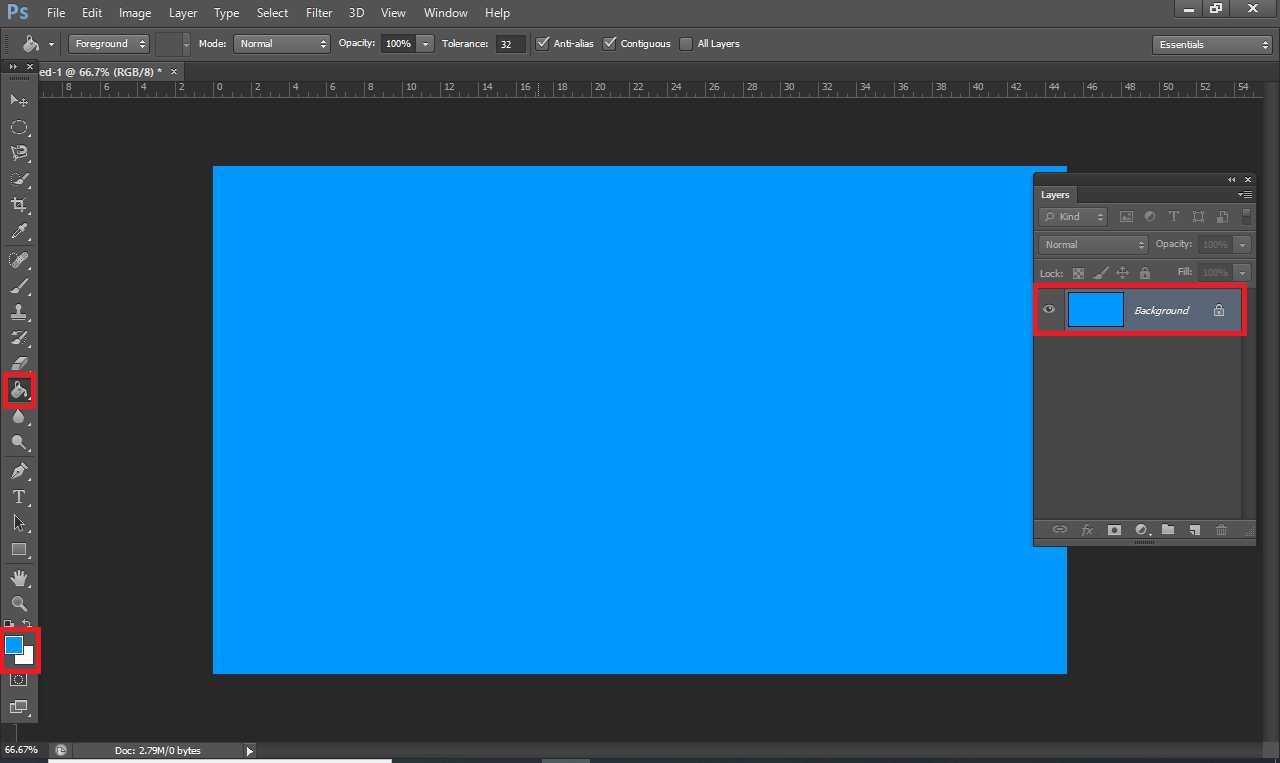 Ps File Edit Image Layer Type Select Filter 3D View Window Help
Foreground Mode: Normal Opacity: 100% Tolerance: 32 Anti-alias Contiguous All Layers Essentials
ed-1 @ 66.7% (RGB/8) * ×
8 6 4 2 0 2 4 6 8 10 12 14 16 18 20 22 24 26 28 30 32 34 36 38 40 42 44 46 48 50 52 54
Layers
Kind
Normal Opacity: 100%
Lock: Fill: 100%
Background
fx
T
66.67% Doc: 2.79M/0 bytes